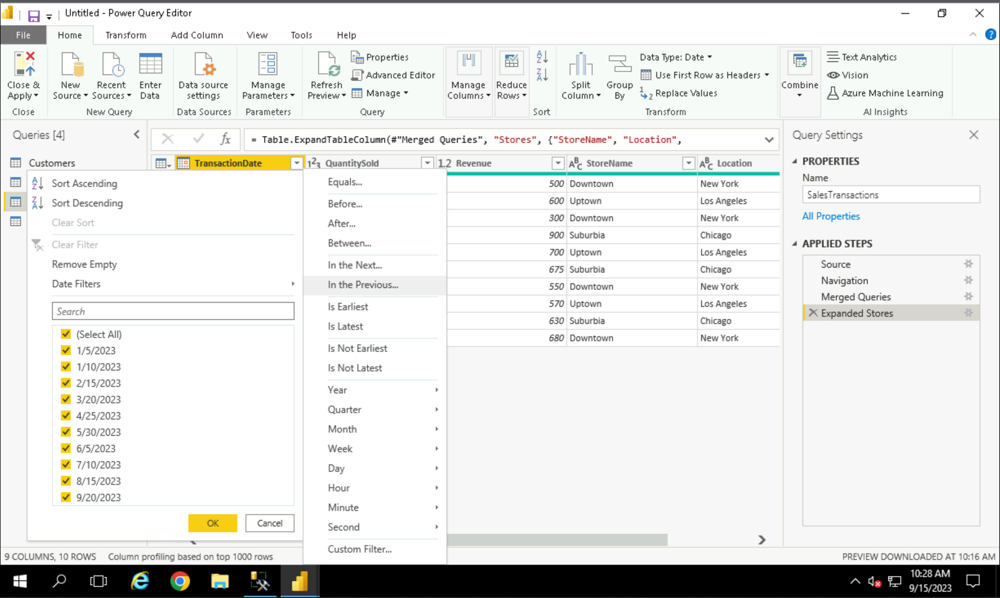 Untitled - Power Query Editor
File
Home
Transform
Add Column
View
Tools
Help
Close & Apply
Close
New Source
Recent Sources
Enter Data
New Query
Data source settings
Data Sources
Manage Parameters
Parameters
Refresh Preview
Properties
Advanced Editor
Manage
Query
Manage Columns
Reduce Rows
Sort
Split Column
Group By
Data Type: Date
Use First Row as Headers
Replace Values
Transform
Combine
Text Analytics
Vision
Azure Machine Learning
AI Insights
Queries [4]
fx
= Table.ExpandTableColumn(#"Merged Queries", "Stores", {"StoreName", "Location",
Query Settings
Customers
TransactionDate
1²3 QuantitySold
1.2 Revenue
ABC StoreName
ABC Location
500 Downtown New York
600 Uptown Los Angeles
300 Downtown New York
900 Suburbia Chicago
700 Uptown Los Angeles
675 Suburbia Chicago
550 Downtown New York
570 Uptown Los Angeles
630 Suburbia Chicago
680 Downtown New York
Sort Ascending
Sort Descending
Clear Sort
Clear Filter
Remove Empty
Date Filters
Search
(Select All)
1/5/2023
1/10/2023
2/15/2023
3/20/2023
4/25/2023
5/30/2023
6/5/2023
7/10/2023
8/15/2023
9/20/2023
OK
Cancel
Equals...
Before...
After...
Between...
In the Next...
In the Previous...
Is Earliest
Is Latest
Is Not Earliest
Is Not Latest
Year
Quarter
Month
Week
Day
Hour
Minute
Second
Custom Filter...
PROPERTIES
Name
SalesTransactions
All Properties
APPLIED STEPS
Source
Navigation
Merged Queries
Expanded Stores
9 COLUMNS, 10 ROWS
Column profiling based on top 1000 rows
PREVIEW DOWNLOADED AT 10:16 AM
10:28 AM
9/15/2023